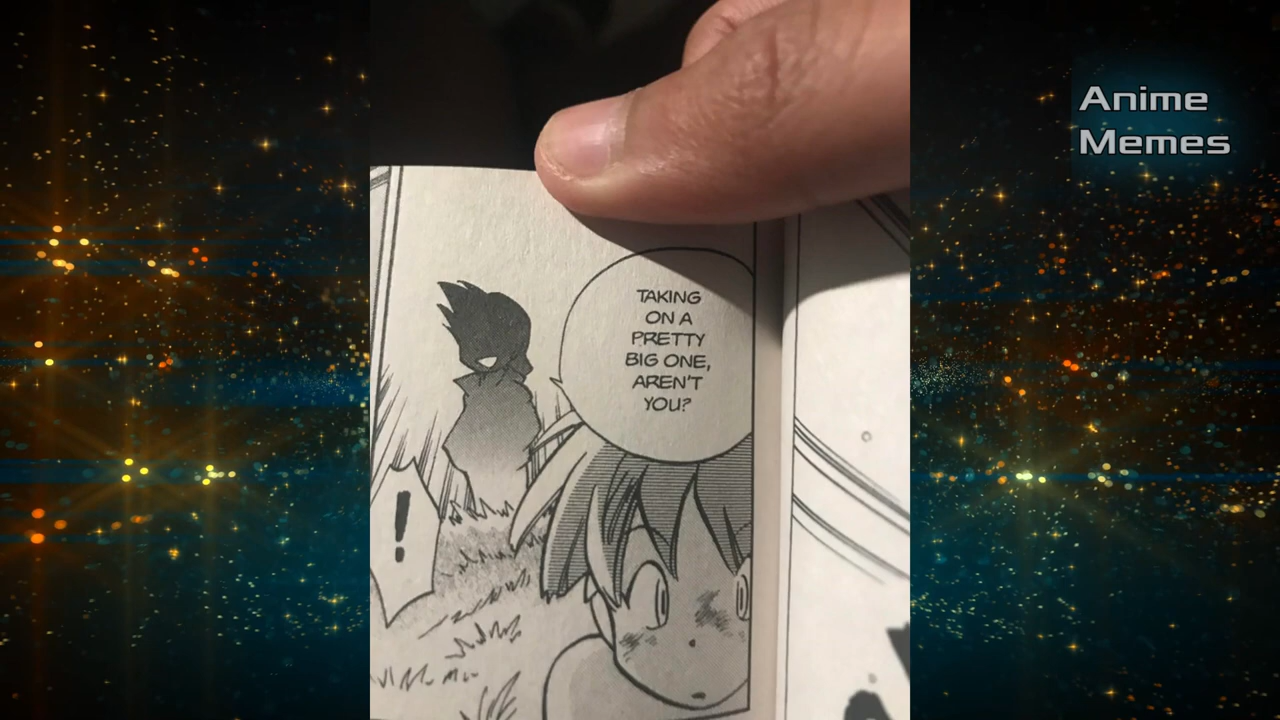 Anime
Memes
TAKING
ON A
PRETTY
BIG ONE,
AREN'T
YOU?
!